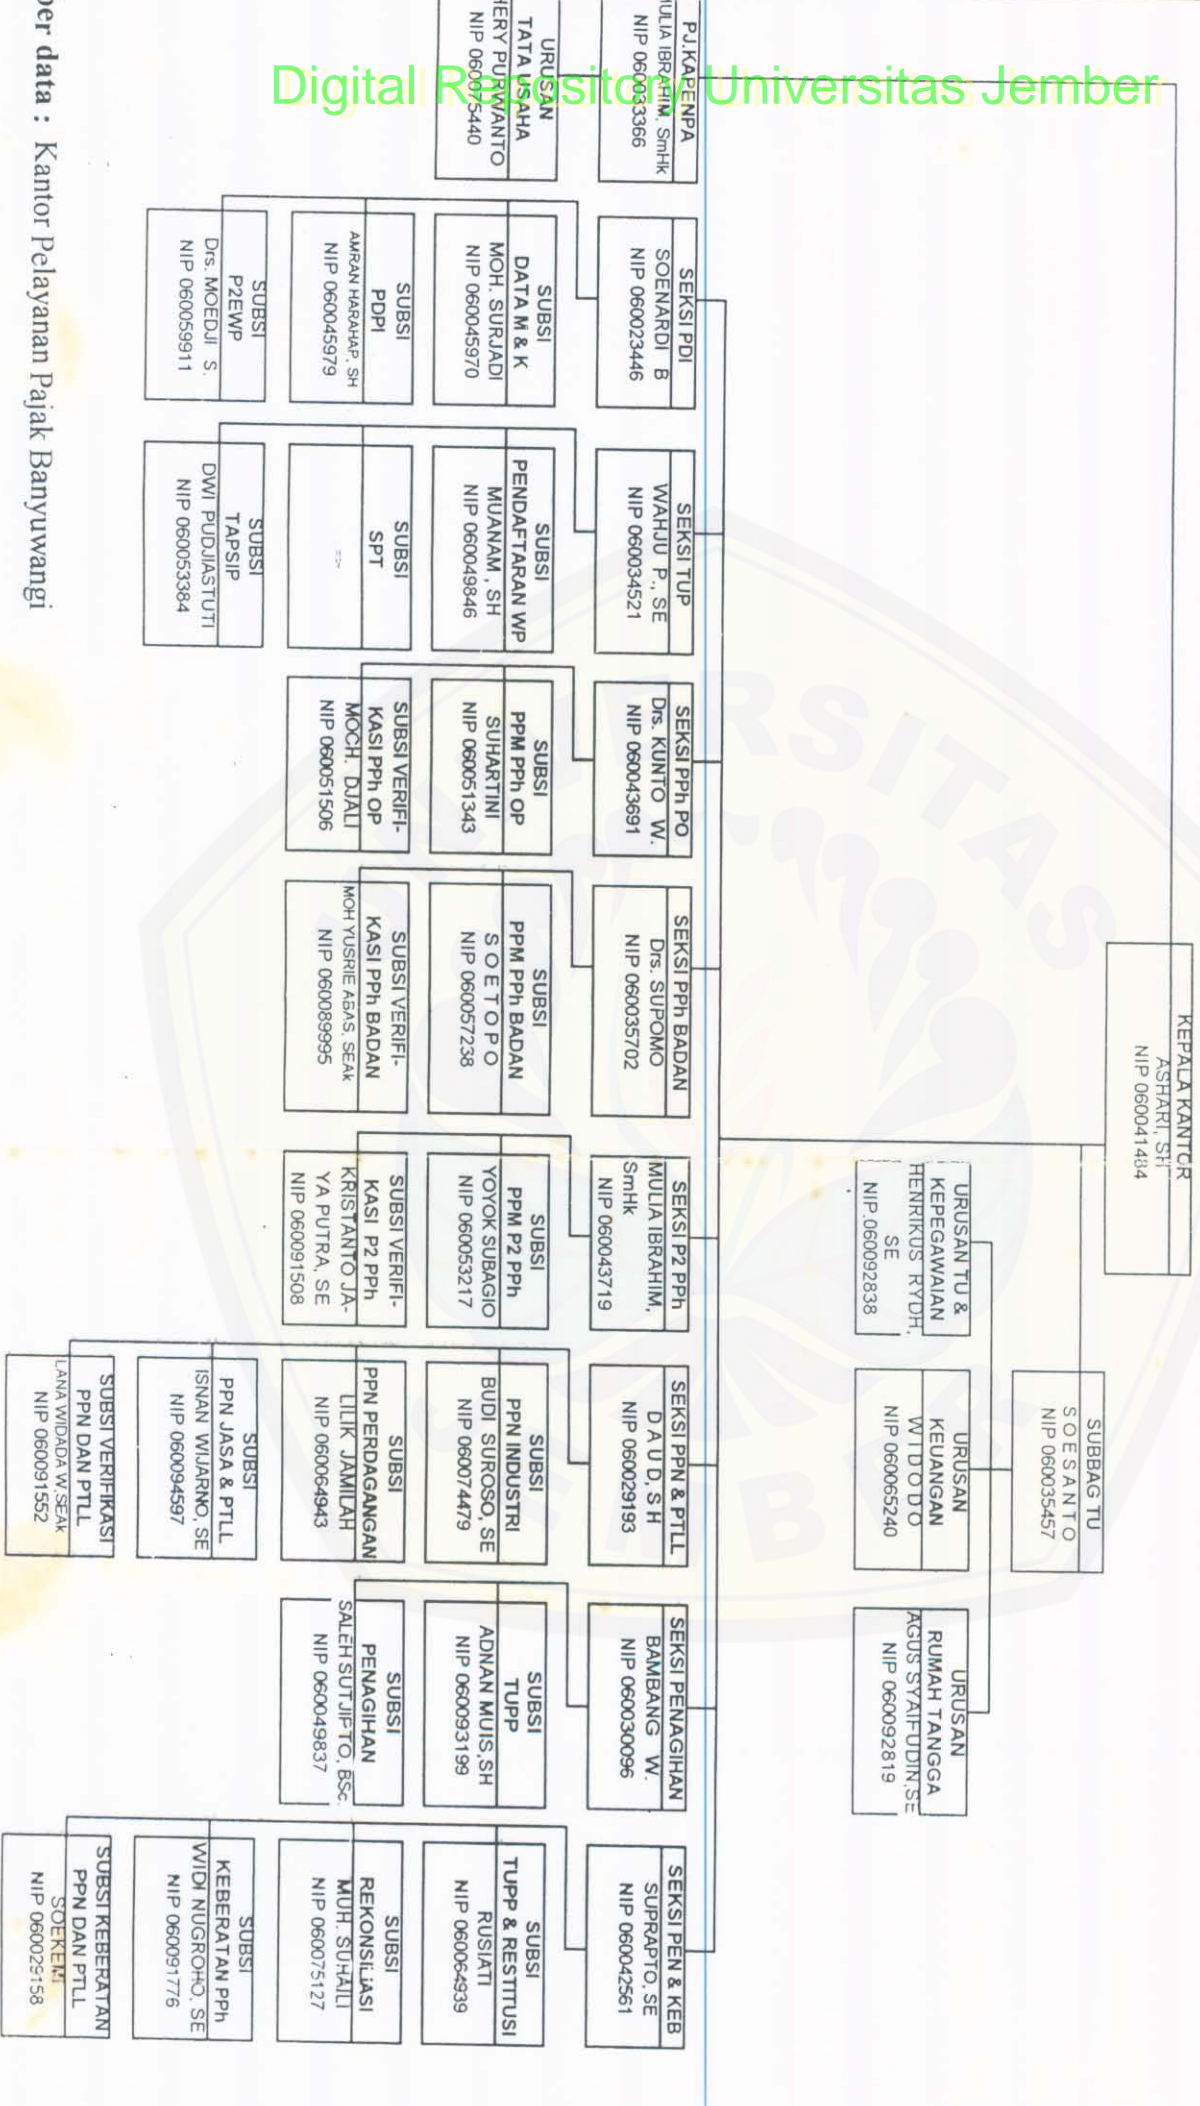 Digital Repository Universitas Jember
KEPALA KANTOR
ASHARI, SH
NIP 060041484
SUBBAG TU
S O E S A N T O
NIP 060035457
URUSAN TU &
KEPEGAWAIAN
HENRIKUS RYDH,
SE
NIP.060092838
URUSAN
KEUANGAN
W I D O D O
NIP 060065240
URUSAN
RUMAH TANGGA
AGUS SYAIFUDIN,SE
NIP 060092819
PJ.KAPENPA
ULIA IBRAHIM, SmHk
NIP 060033366
SEKSI PDI
SOENARDI B
NIP 060023446
SEKSI TUP
WAHJU P., SE
NIP 060034521
SEKSI PPh PO
Drs. KUNTO W.
NIP 060043691
SEKSI PPh BADAN
Drs. SUPOMO
NIP 060035702
SEKSI P2 PPh
MULIA IBRAHIM,
SmHk
NIP 060043719
SEKSI PPN & PTLL
D A U D, S H
NIP 060029193
SEKSI PENAGIHAN
BAMBANG W.
NIP 060030096
SEKSI PEN & KEB
SUPRAPTO, SE
NIP 060042561
URUSAN
TATA USAHA
HERY PURWANTO
NIP 060075440
SUBSI
DATA M & K
MOH. SURJADI
NIP 060045970
SUBSI
PENDAFTARAN WP
MUANAM , SH
NIP 060049846
SUBSI
PPM PPh OP
SUHARTINI
NIP 060051343
SUBSI
PPM PPh BADAN
S O E T O P O
NIP 060057238
SUBSI
PPM P2 PPh
YOYOK SUBAGIO
NIP 060053217
SUBSI
PPN INDUSTRI
BUDI SUROSO, SE
NIP 060074479
SUBSI
TUPP
ADNAN MUIS,SH
NIP 060093199
SUBSI
TUPP & RESTITUSI
RUSIATI
NIP 060064939
SUBSI
PDPI
AMRAN HARAHAP, SH
NIP 060045979
SUBSI
SPT
SUBSI VERIFI-
KASI PPh OP
MOCH. DJALI
NIP 060051506
SUBSI VERIFI-
KASI PPh BADAN
MOH YUSRIE ABAS, SEAk
NIP 060089995
SUBSI VERIFI-
KASI P2 PPh
KRISTANTO JA-
YA PUTRA, SE
NIP 060091508
SUBSI
PPN PERDAGANGAN
LILIK JAMILAH
NIP 060064943
SUBSI
PENAGIHAN
SALEH SUTJIPTO, BSc.
NIP 060049837
SUBSI
REKONSILIASI
MUH. SUHAILI
NIP 060075127
SUBSI
P2EWP
Drs. MOEDJI S.
NIP 060059911
SUBSI
TAPSIP
DWI PUDJIASTUTI
NIP 060053384
SUBSI
PPN JASA & PTLL
ISNAN WIJARNO, SE
NIP 060094597
SUBSI
KEBERATAN PPh
WIDI NUGROHO, SE
NIP 060091776
SUBSI VERIFIKASI
PPN DAN PTLL
LANA WIDADA W,SEAk
NIP 060091552
SUBSI KEBERATAN
PPN DAN PTLL
SOEKEMI
NIP 060029158
ber data : Kantor Pelayanan Pajak Banyuwangi
UNIVERSITAS
JEMBER